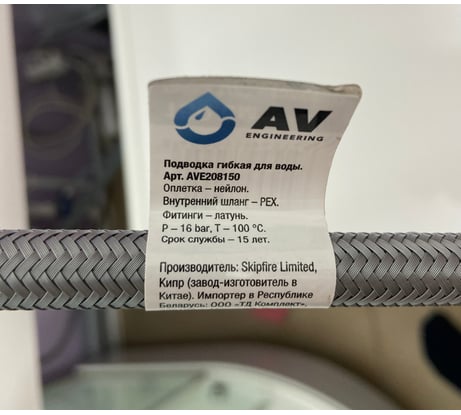 AV
ENGINEERING
Подводка гибкая для воды.
Арт. AVE208150
Оплетка – нейлон.
Внутренний шланг – PEX.
Фитинги – латунь.
P – 16 bar, T – 100 °C.
Срок службы – 15 лет.
Производитель: Skipfire Limited,
Кипр (завод-изготовитель в
Китае). Импортер в Республике
Беларусь: ООО «ТД Комплект»,